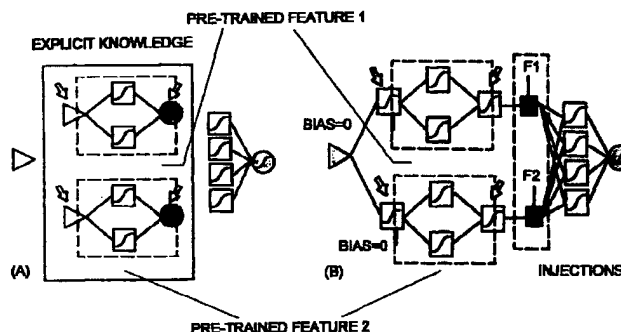 PRE-TRAINED FEATURE 1
EXPLICIT KNOWLEDGE
F1
BIAS=0
F2
BIAS=0
(A)
(B)
INJECTIONS
PRE-TRAINED FEATURE 2